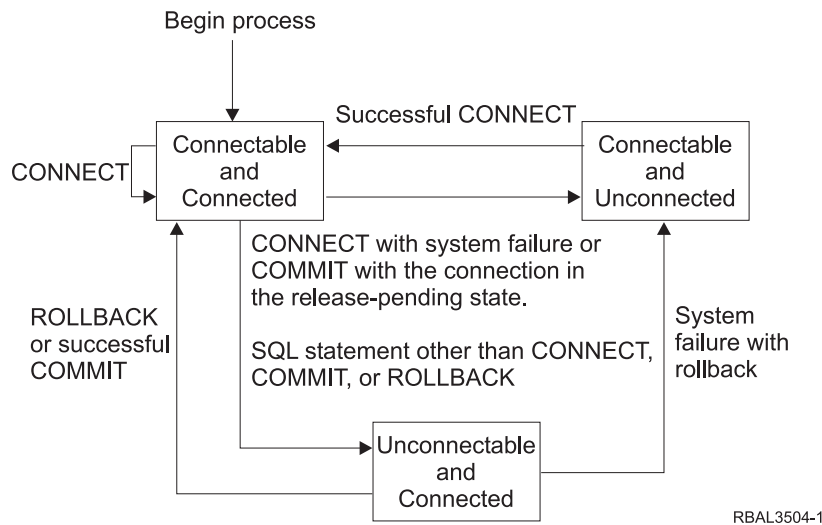 Begin process
Successful CONNECT
Connectable
and
Connected
Connectable
and
Unconnected
CONNECT
CONNECT with system failure or
COMMIT with the connection in
the release-pending state.
ROLLBACK
or successful
COMMIT
SQL statement other than CONNECT,
COMMIT, or ROLLBACK
System
failure with
rollback
Unconnectable
and
Connected
RBAL3504-1